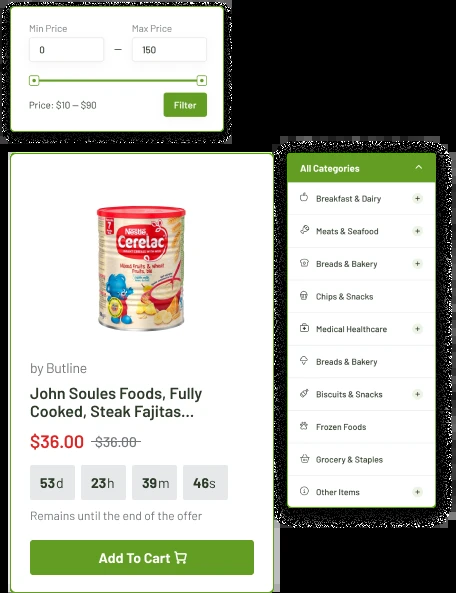 Min Price
Max Price
0
—
150
Price: $10 — $90
Filter
All Categories
Breakfast & Dairy +
Meats & Seafood +
Breads & Bakery +
Chips & Snacks
Medical Healthcare +
Breads & Bakery
Biscuits & Snacks +
Frozen Foods
Grocery & Staples
Other Items +
7
Nestle
Cerelac
Mixed Fruits & Wheat
by Butline
John Soules Foods, Fully
Cooked, Steak Fajitas...
$36.00 $36.00
53d 23h 39m 46s
Remains until the end of the offer
Add To Cart